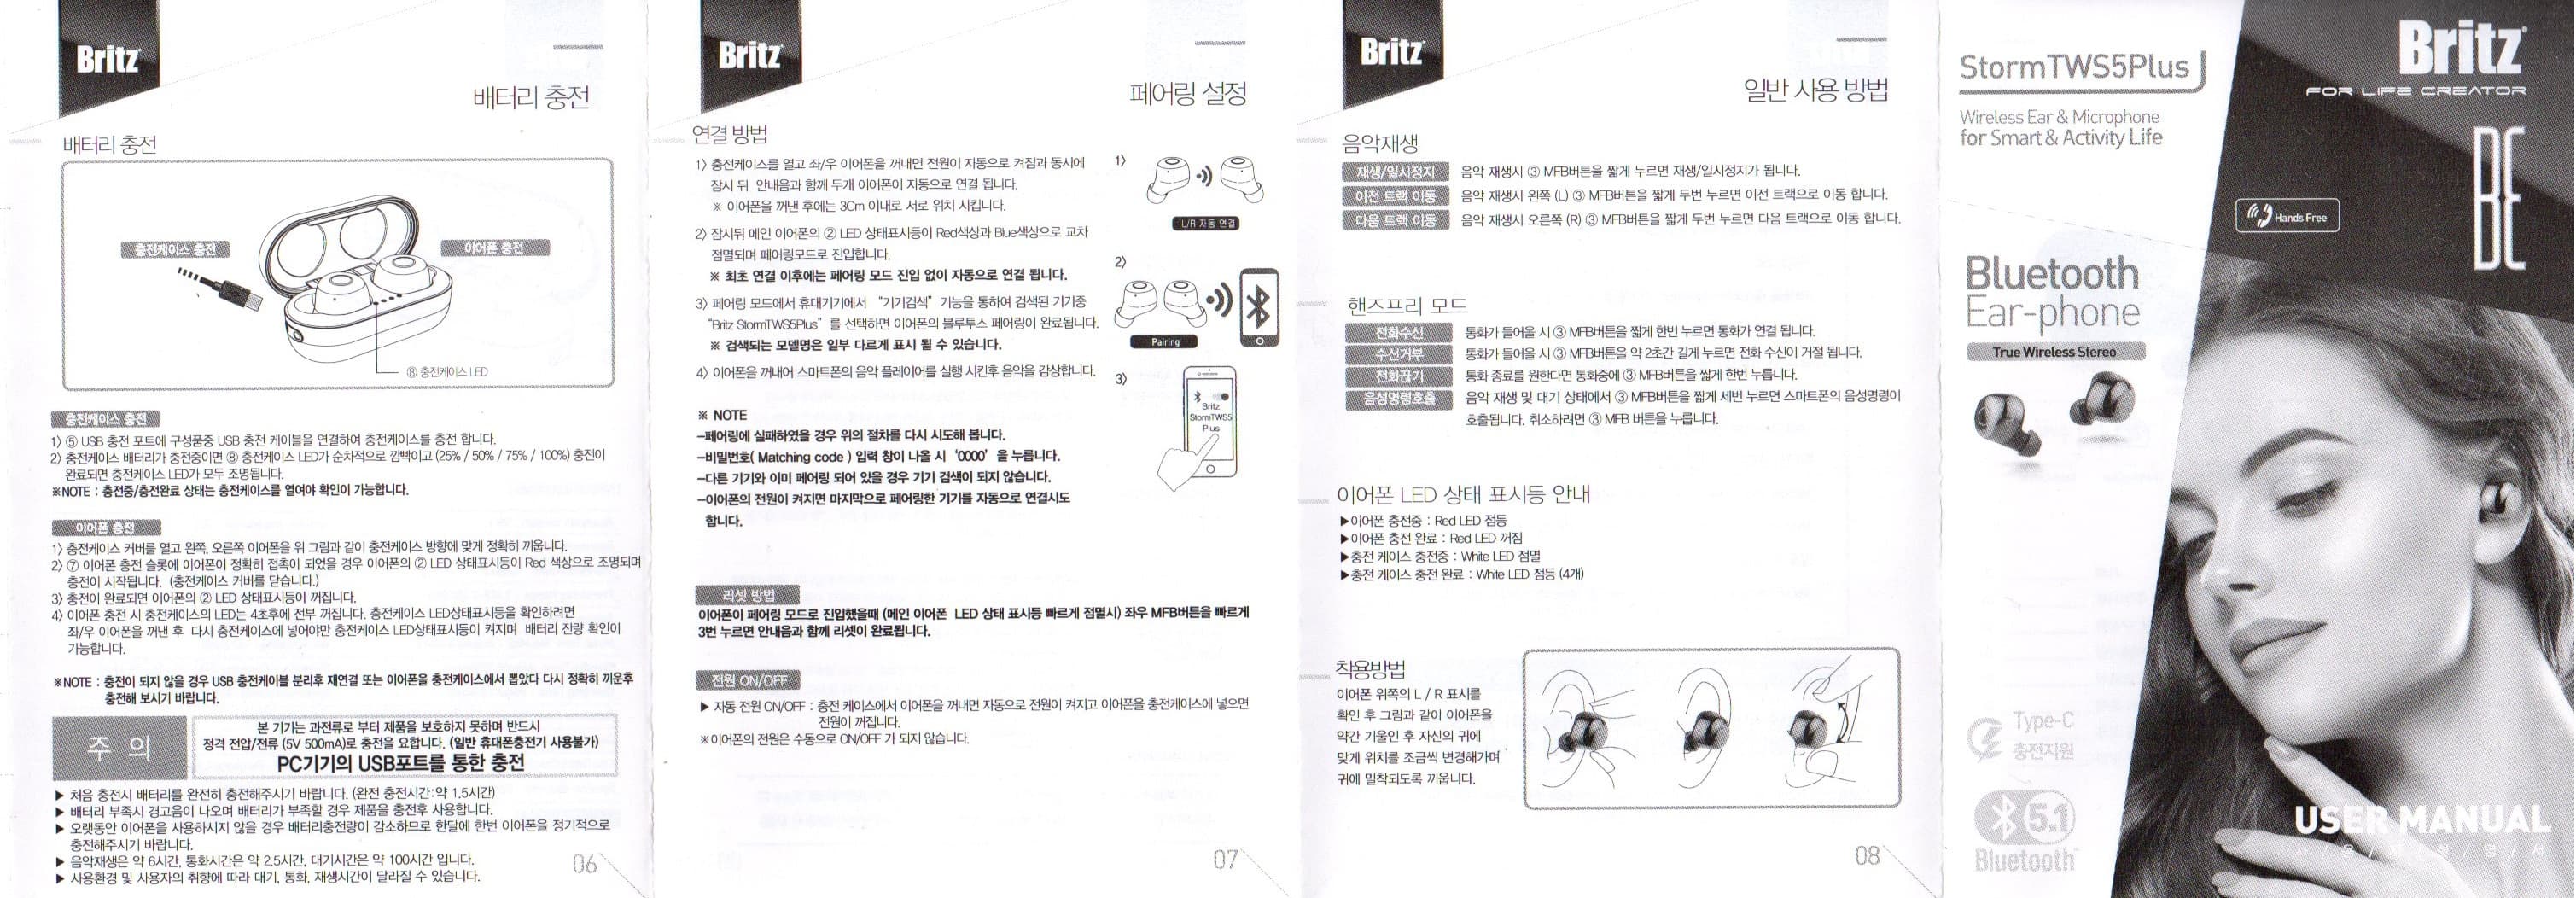 Britz
배터리 충전
배터리 충전
충전케이스 충전
이어폰 충전
⑧ 충전케이스 LED
충전케이스 충전
1) ⑤ USB 충전 포트에 구성품중 USB 충전 케이블을 연결하여 충전케이스를 충전 합니다.
2) 충전케이스 배터리가 충전중이면 ⑧ 충전케이스 LED가 순차적으로 깜빡이고 (25% / 50% / 75% / 100%) 충전이
완료되면 충전케이스 LED가 모두 조명됩니다.
※NOTE : 충전중/충전완료 상태는 충전케이스를 열여야 확인이 가능합니다.
이어폰 충전
1) 충전케이스 커버를 열고 왼쪽, 오른쪽 이어폰을 위 그림과 같이 충전케이스 방향에 맞게 정확히 끼웁니다.
2) ⑦ 이어폰 충전 슬롯에 이어폰이 정확히 접촉이 되었을 경우 이어폰의 ② LED 상태표시등이 Red 색상으로 조명되며
충전이 시작됩니다. (충전케이스 커버를 닫습니다.)
3) 충전이 완료되면 이어폰의 ② LED 상태표시등이 꺼집니다.
4) 이어폰 충전 시 충전케이스의 LED는 4초후에 전부 꺼집니다. 충전케이스 LED상태표시등을 확인하려면
좌/우 이어폰을 꺼낸 후 다시 충전케이스에 넣어야만 충전케이스 LED상태표시등이 켜지며 배터리 잔량 확인이
가능합니다.
※NOTE : 충전이 되지 않을 경우 USB 충전케이블 분리후 재연결 또는 이어폰을 충전케이스에서 뽑았다 다시 정확히 끼운후
충전해 보시기 바랍니다.
주 의
본 기기는 과전류로 부터 제품을 보호하지 못하며 반드시
정격 전압/전류 (5V 500mA)로 충전을 요합니다. (일반 휴대폰충전기 사용불가)
PC기기의 USB포트를 통한 충전
▶ 처음 충전시 배터리를 완전히 충전해주시기 바랍니다. (완전 충전시간:약 1.5시간)
▶ 배터리 부족시 경고음이 나오며 배터리가 부족할 경우 제품을 충전후 사용합니다.
▶ 오랫동안 이어폰을 사용하시지 않을 경우 배터리충전량이 감소하므로 한달에 한번 이어폰을 정기적으로
충전해주시기 바랍니다.
▶ 음악재생은 약 6시간, 통화시간은 약 2.5시간, 대기시간은 약 100시간 입니다.
▶ 사용환경 및 사용자의 취향에 따라 대기, 통화, 재생시간이 달라질 수 있습니다.
06
Britz
페어링 설정
연결 방법
1) 충전케이스를 열고 좌/우 이어폰을 꺼내면 전원이 자동으로 켜짐과 동시에
잠시 뒤 안내음과 함께 두개 이어폰이 자동으로 연결 됩니다.
※ 이어폰을 꺼낸 후에는 3Cm 이내로 서로 위치 시킵니다.
2) 잠시뒤 메인 이어폰의 ② LED 상태표시등이 Red색상과 Blue색상으로 교차
점멸되며 페어링모드로 진입합니다.
※ 최초 연결 이후에는 페어링 모드 진입 없이 자동으로 연결 됩니다.
3) 페어링 모드에서 휴대기기에서 “기기검색” 기능을 통하여 검색된 기기중
“Britz StormTWS5Plus” 를 선택하면 이어폰의 블루투스 페어링이 완료됩니다.
※ 검색되는 모델명은 일부 다르게 표시 될 수 있습니다.
4) 이어폰을 꺼내어 스마트폰의 음악 플레이어를 실행 시킨후 음악을 감상합니다.
※ NOTE
-페어링에 실패하였을 경우 위의 절차를 다시 시도해 봅니다.
-비밀번호( Matching code ) 입력 창이 나올 시 ‘0000’ 을 누릅니다.
-다른 기기와 이미 페어링 되어 있을 경우 기기 검색이 되지 않습니다.
-이어폰의 전원이 켜지면 마지막으로 페어링한 기기를 자동으로 연결시도
합니다.
1)
L/R 자동 연결
2)
Pairing
3)
Britz
StormTWS5
Plus
리셋 방법
이어폰이 페어링 모드로 진입했을때 (메인 이어폰 LED 상태 표시등 빠르게 점멸시) 좌우 MFB버튼을 빠르게
3번 누르면 안내음과 함께 리셋이 완료됩니다.
전원 ON/OFF
▶ 자동 전원 ON/OFF : 충전 케이스에서 이어폰을 꺼내면 자동으로 전원이 켜지고 이어폰을 충전케이스에 넣으면
전원이 꺼집니다.
※이어폰의 전원은 수동으로 ON/OFF 가 되지 않습니다.
07
Britz
일반 사용 방법
음악재생
재생/일시정지 음악 재생시 ③ MFB버튼을 짧게 누르면 재생/일시정지가 됩니다.
이전 트랙 이동 음악 재생시 왼쪽 (L) ③ MFB버튼을 짧게 두번 누르면 이전 트랙으로 이동 합니다.
다음 트랙 이동 음악 재생시 오른쪽 (R) ③ MFB버튼을 짧게 두번 누르면 다음 트랙으로 이동 합니다.
핸즈프리 모드
전화수신 통화가 들어올 시 ③ MFB버튼을 짧게 한번 누르면 통화가 연결 됩니다.
수신거부 통화가 들어올 시 ③ MFB버튼을 약 2초간 길게 누르면 전화 수신이 거절 됩니다.
전화끊기 통화 종료를 원한다면 통화중에 ③ MFB버튼을 짧게 한번 누릅니다.
음성명령호출 음악 재생 및 대기 상태에서 ③ MFB버튼을 짧게 세번 누르면 스마트폰의 음성명령이
호출됩니다. 취소하려면 ③ MFB 버튼을 누릅니다.
이어폰 LED 상태 표시등 안내
▶이어폰 충전중 : Red LED 점등
▶이어폰 충전 완료 : Red LED 꺼짐
▶충전 케이스 충전중 : White LED 점멸
▶충전 케이스 충전 완료 : White LED 점등 (4개)
착용방법
이어폰 위쪽의 L / R 표시를
확인 후 그림과 같이 이어폰을
약간 기울인 후 자신의 귀에
맞게 위치를 조금씩 변경해가며
귀에 밀착되도록 끼웁니다.
08
StormTWS5Plus
Wireless Ear & Microphone
for Smart & Activity Life
Britz
FOR LIFE CREATOR
BE
Hands Free
Bluetooth
Ear-phone
True Wireless Stereo
Type-C
충전지원
5.1
Bluetooth
USER MANUAL
사 / 용 / 자 / 설 / 명 / 서